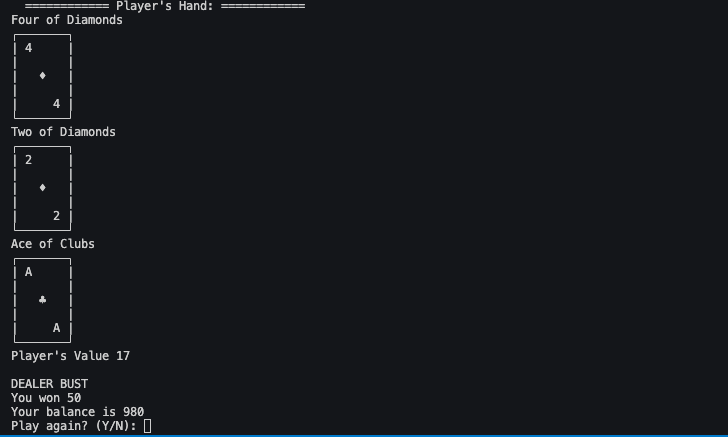 ============ Player's Hand: ============
Four of Diamonds
4
♦
4
Two of Diamonds
2
♦
2
Ace of Clubs
A
♣
A
Player's Value 17
DEALER BUST
You won 50
Your balance is 980
Play again? (Y/N):